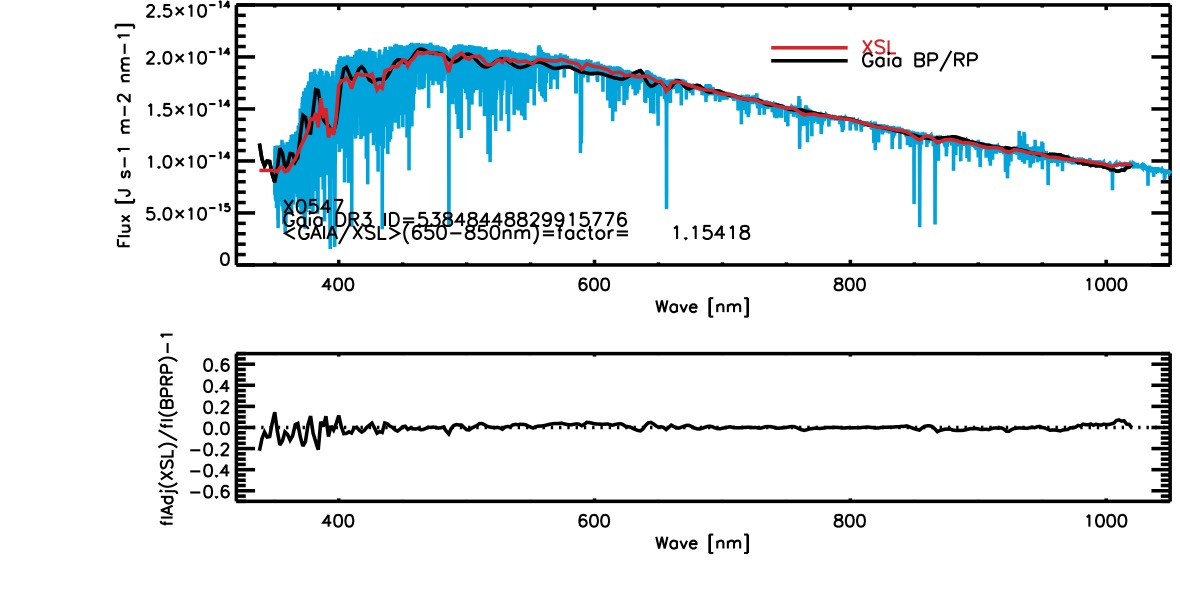 2.5×10⁻¹⁴
2.0×10⁻¹⁴
1.5×10⁻¹⁴
1.0×10⁻¹⁴
5.0×10⁻¹⁵
0
Flux [J s-1 m-2 nm-1]
XSL
Gaia BP/RP
X0547
Gaia DR3 ID=53848448829915776
<GAIA/XSL>(650-850nm)=factor= 1.15418
400 600 800 1000
Wave [nm]
0.6
0.4
0.2
0.0
-0.2
-0.4
-0.6
flAdj(XSL)/fl(BPRP)-1
400 600 800 1000
Wave [nm]